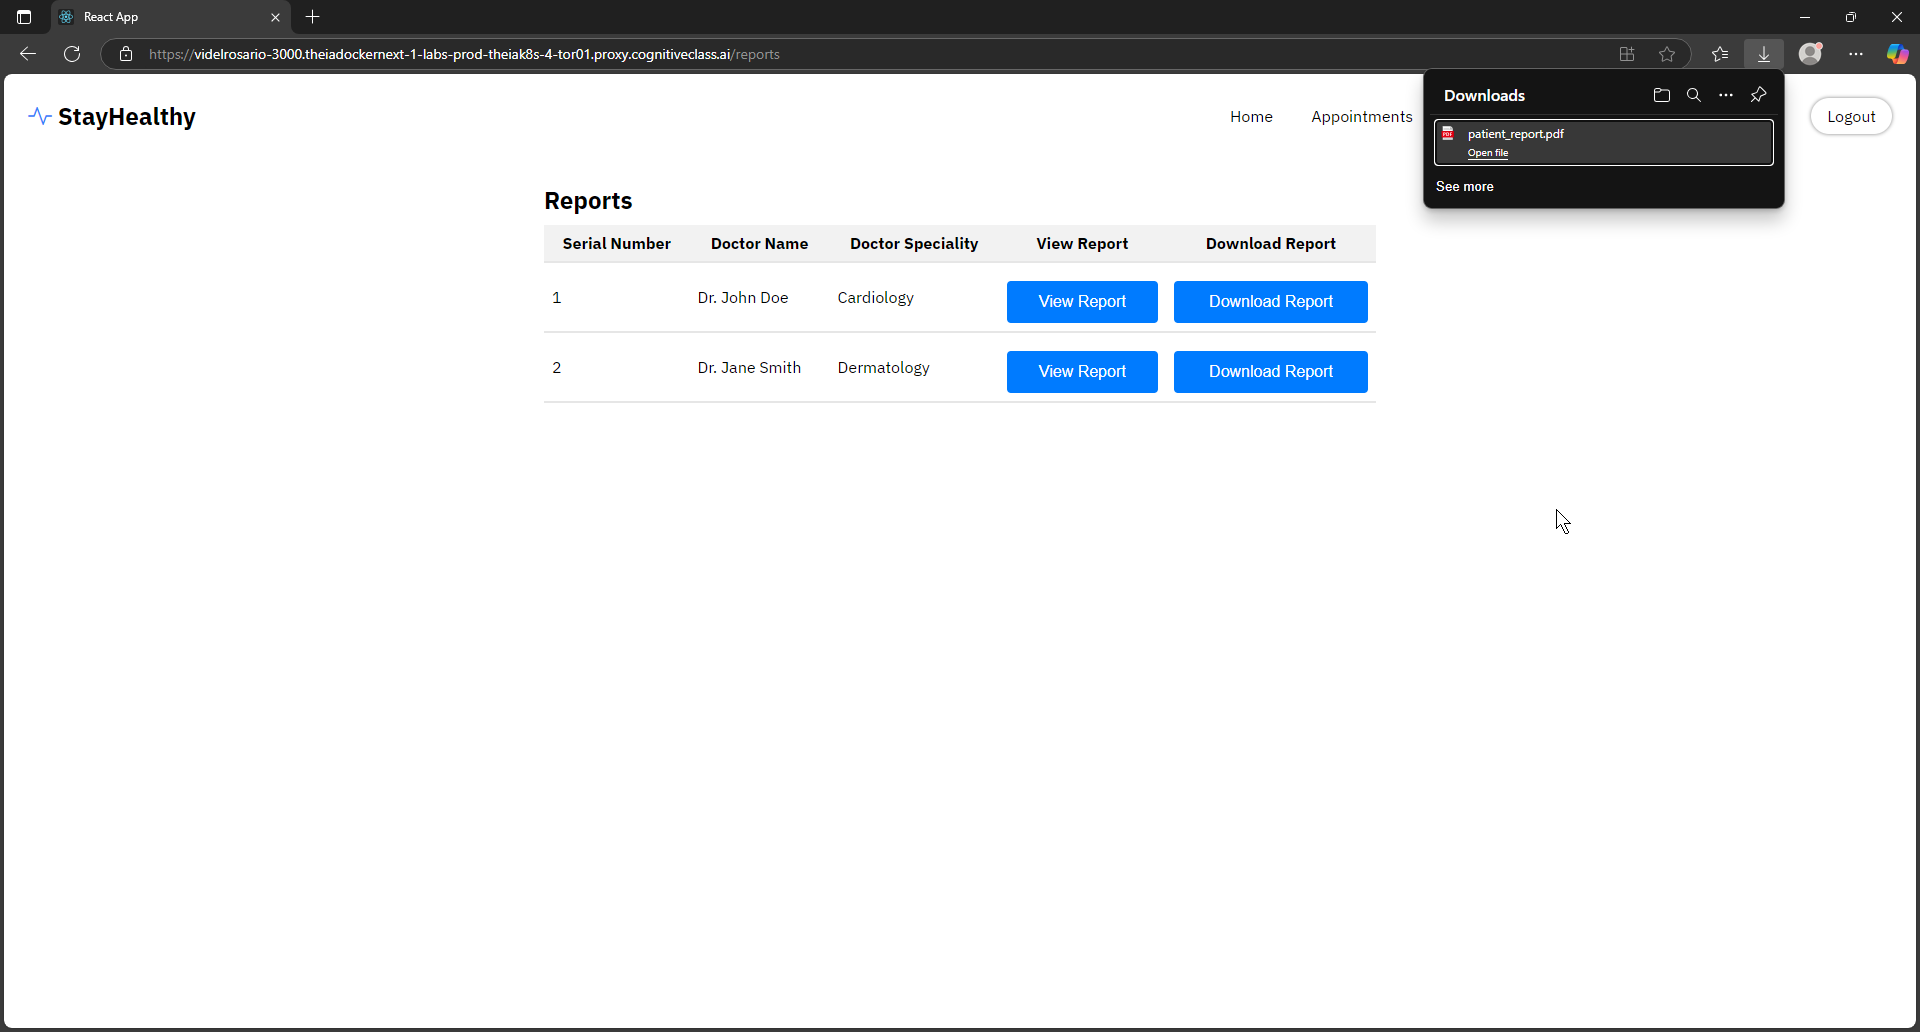 React App
https://videlrosario-3000.theiadockernext-1-labs-prod-theiak8s-4-tor01.proxy.cognitiveclass.ai/reports
StayHealthy
Home Appointments
Logout
Downloads
PDF
patient_report.pdf
Open file
See more
Reports
Serial Number Doctor Name Doctor Speciality View Report Download Report
1 Dr. John Doe Cardiology View Report Download Report
2 Dr. Jane Smith Dermatology View Report Download Report